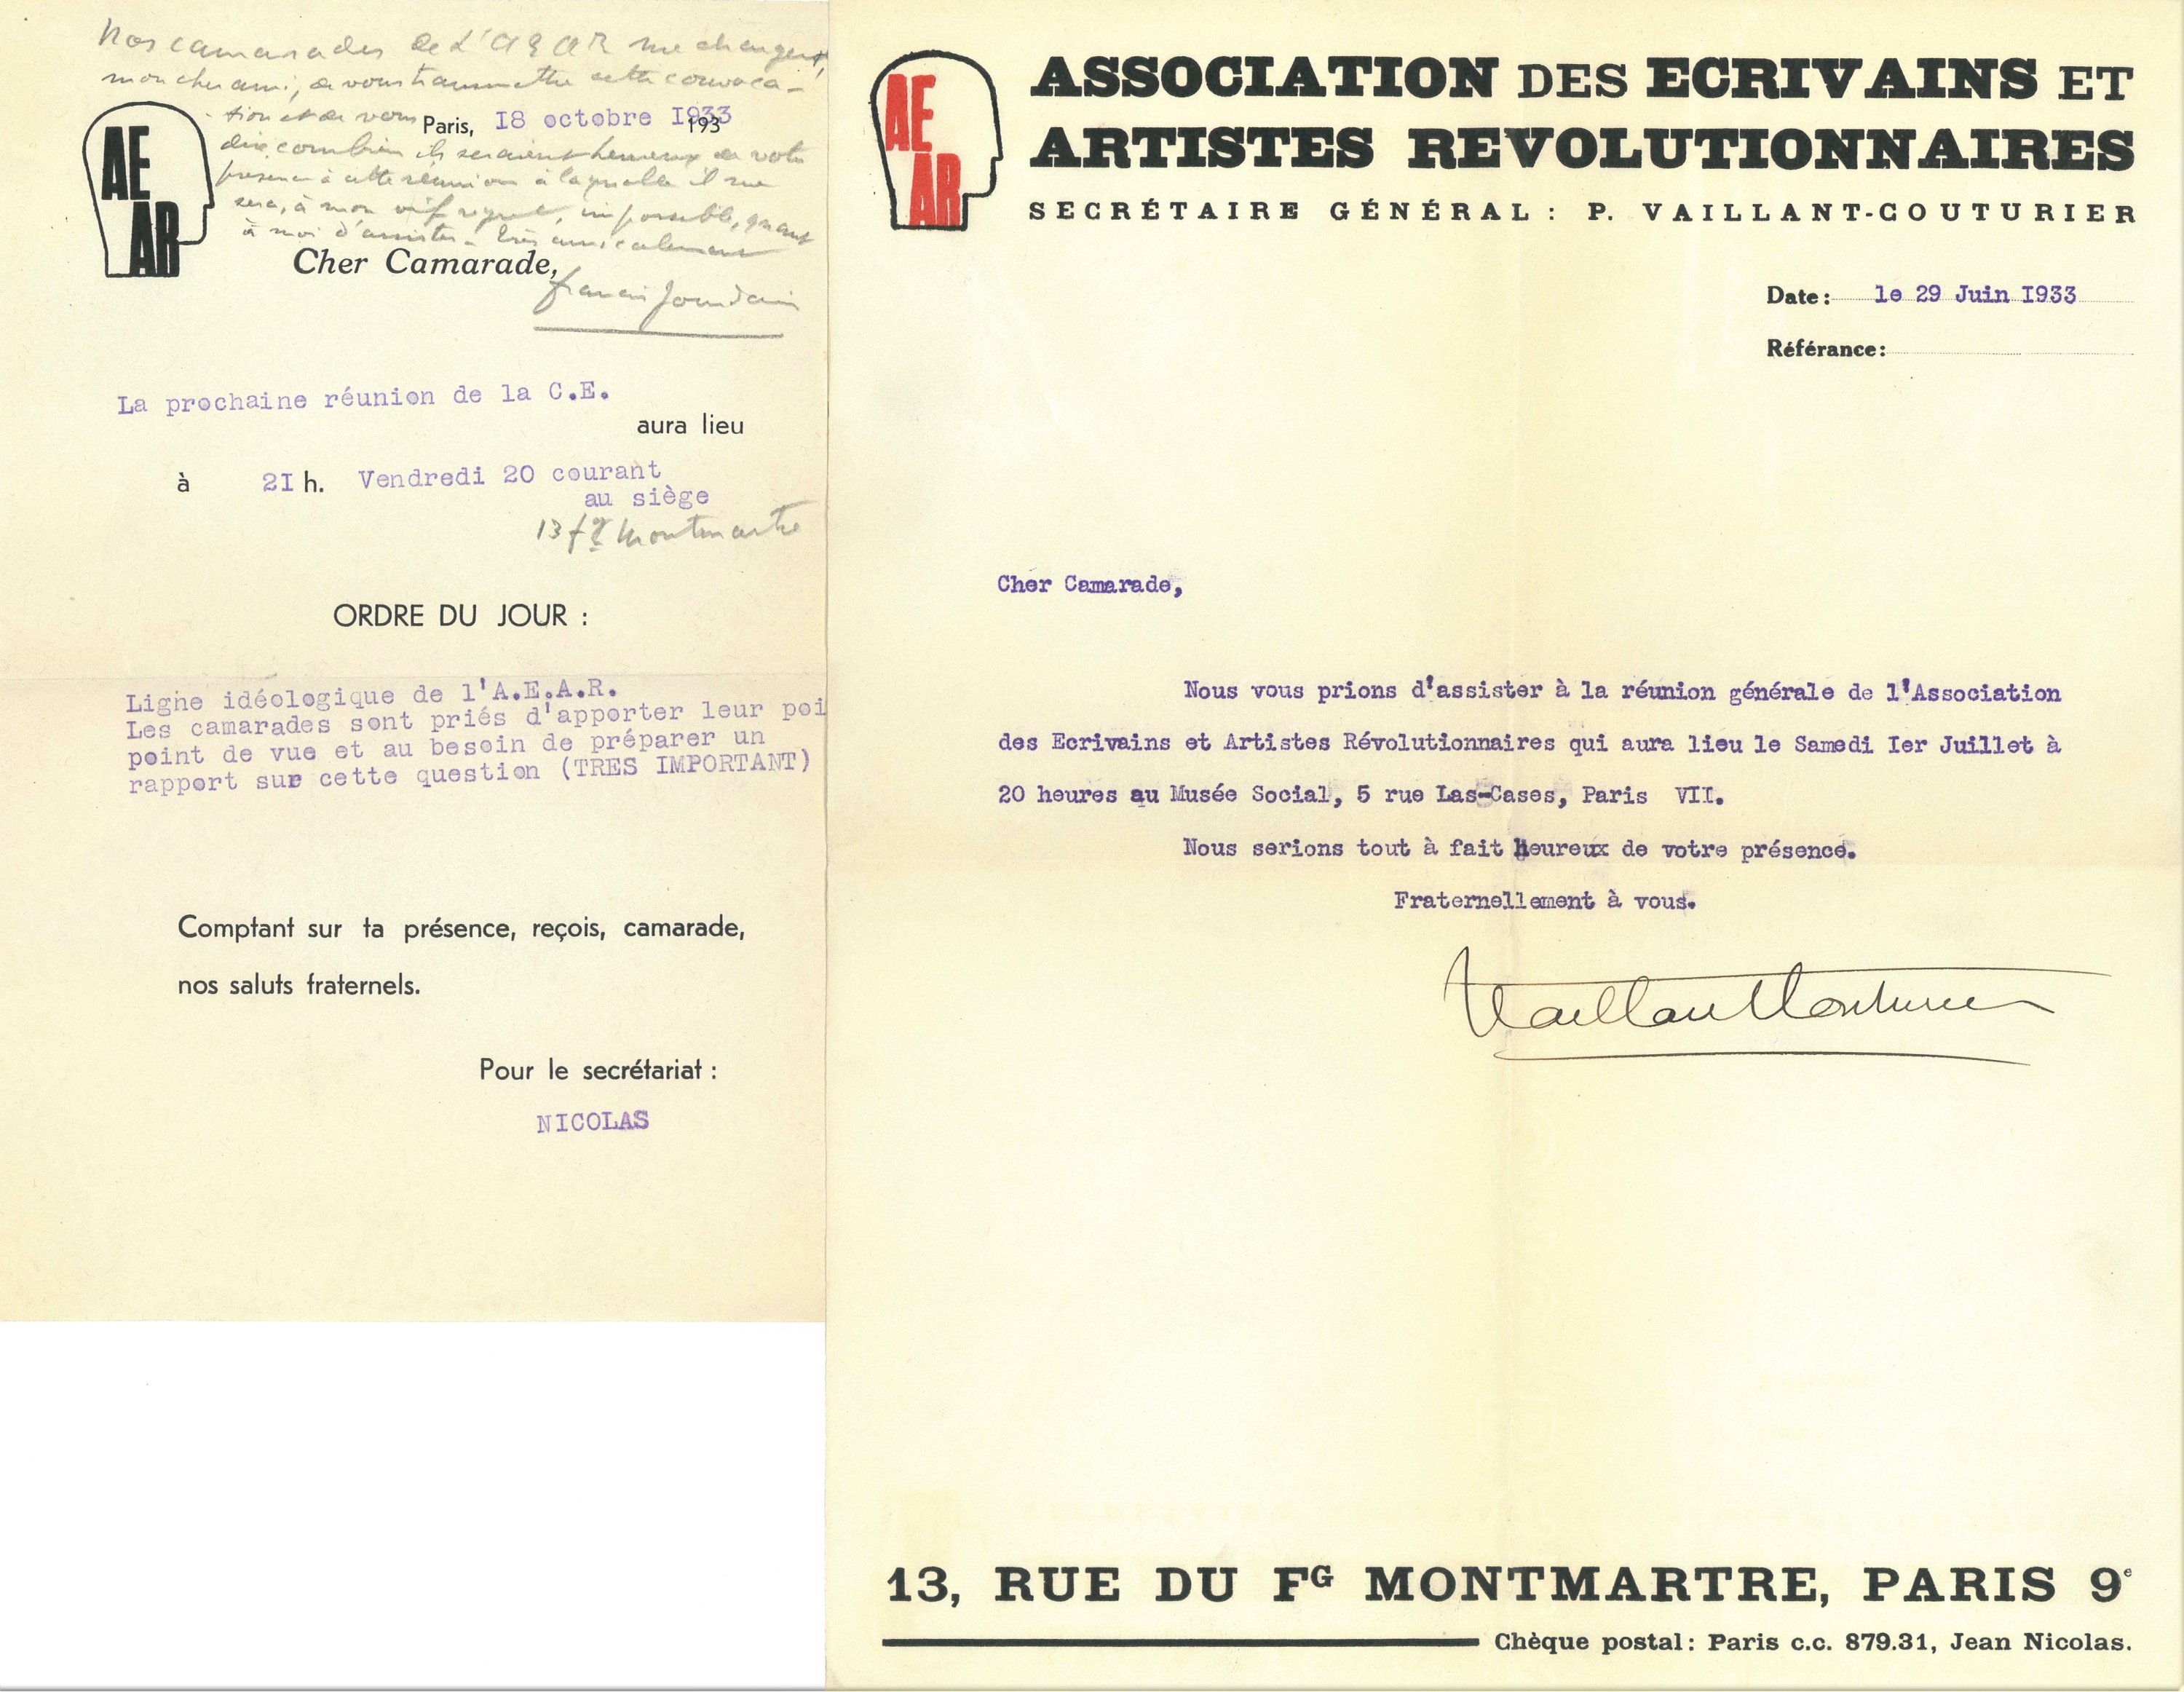 Nos camarades de l'AEAR me chargent,
mon cher ami, de vous transmettre cette convoca-
tion et de vous
dire combien ils seraient heureux de votre
présence à cette réunion à laquelle il me
sera, à mon vif regret, impossible, quant
à moi d'assister. Très amicalement
francis Jourdain
AE
AR
Paris, 18 octobre I933 193
Cher Camarade,
La prochaine réunion de la C.E.
aura lieu
à 2I h. Vendredi 20 courant
au siège
13 fg Montmartre
ORDRE DU JOUR :
Ligne idéologique de l'A.E.A.R.
Les camarades sont priés d'apporter leur poi
point de vue et au besoin de préparer un
rapport sur cette question (TRES IMPORTANT)
Comptant sur ta présence, reçois, camarade,
nos saluts fraternels.
Pour le secrétariat :
NICOLAS
AE
AR
ASSOCIATION DES ECRIVAINS ET
ARTISTES REVOLUTIONNAIRES
SECRÉTAIRE GÉNÉRAL : P. VAILLANT-COUTURIER
Date : le 29 Juin I933
Référance :
Cher Camarade,
Nous vous prions d'assister à la réunion générale de l'Association
des Ecrivains et Artistes Révolutionnaires qui aura lieu le Samedi Ier Juillet à
20 heures au Musée Social, 5 rue Las-Cases, Paris VII.
Nous serions tout à fait heureux de votre présence.
Fraternellement à vous.
Vaillant Couturier
13, RUE DU FG MONTMARTRE, PARIS 9e
Chèque postal : Paris c.c. 879.31, Jean Nicolas.